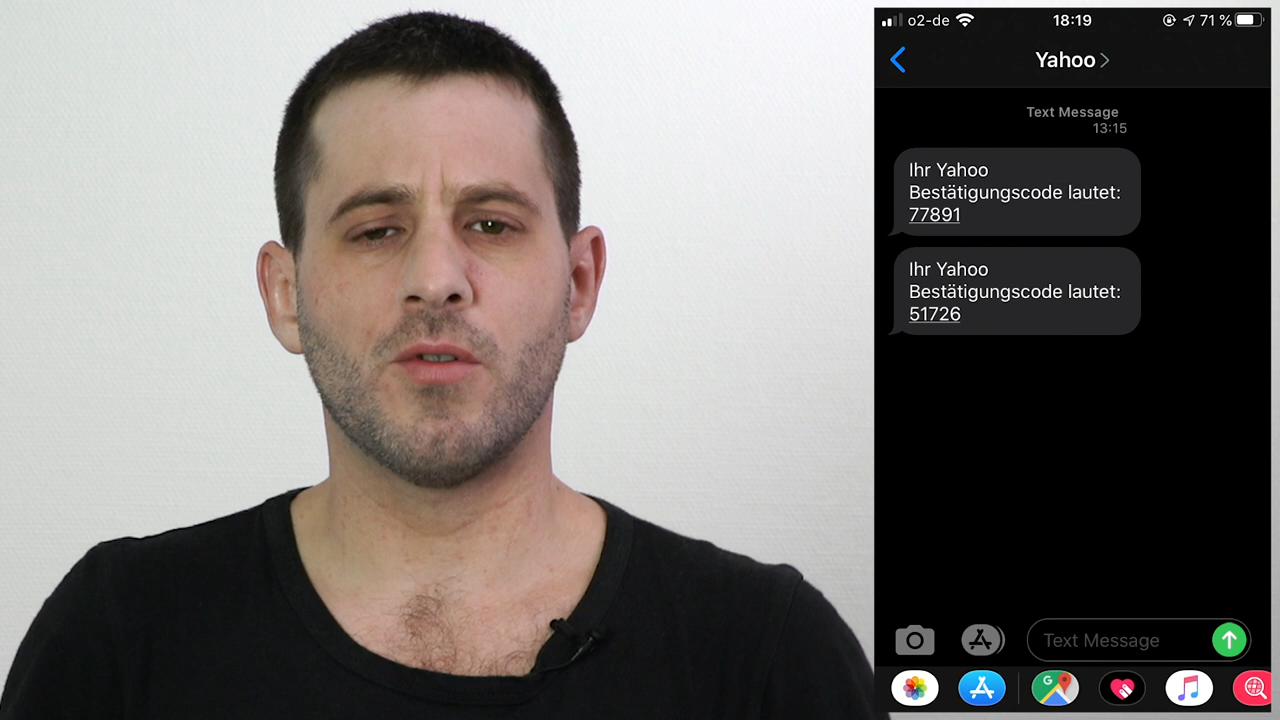 o2-de 18:19 71 %
Yahoo
Text Message
13:15
Ihr Yahoo
Bestätigungscode lautet:
77891
Ihr Yahoo
Bestätigungscode lautet:
51726
Text Message
G